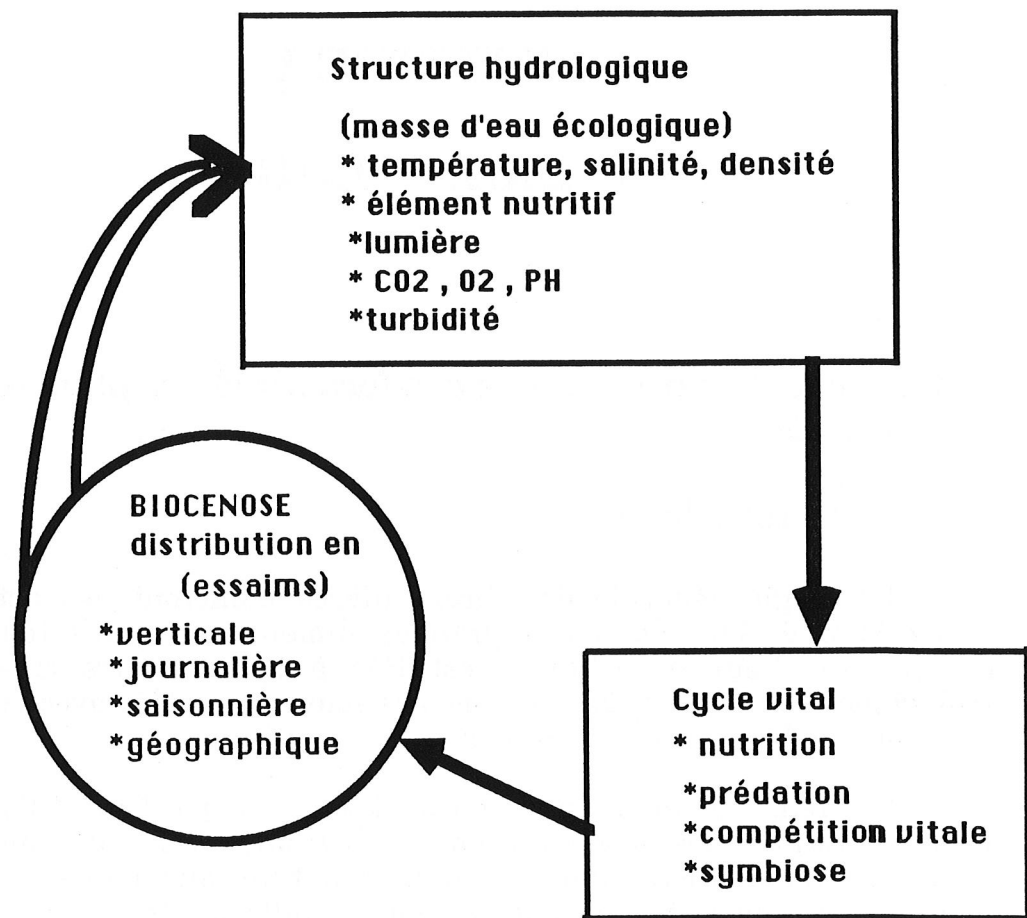 Structure hydrologique
(masse d'eau écologique)
* température, salinité, densité
* élément nutritif
*lumière
* CO2 , O2 , PH
*turbidité
BIOCENOSE
distribution en
(essaims)
*verticale
*journalière
*saisonnière
*géographique
Cycle vital
* nutrition
*prédation
*compétition vitale
*symbiose